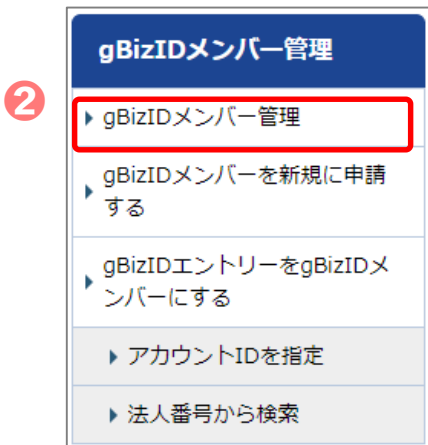 gBizIDメンバー管理
2
gBizIDメンバー管理
gBizIDメンバーを新規に申請
する
gBizIDエントリーをgBizIDメ
ンバーにする
アカウントIDを指定
法人番号から検索